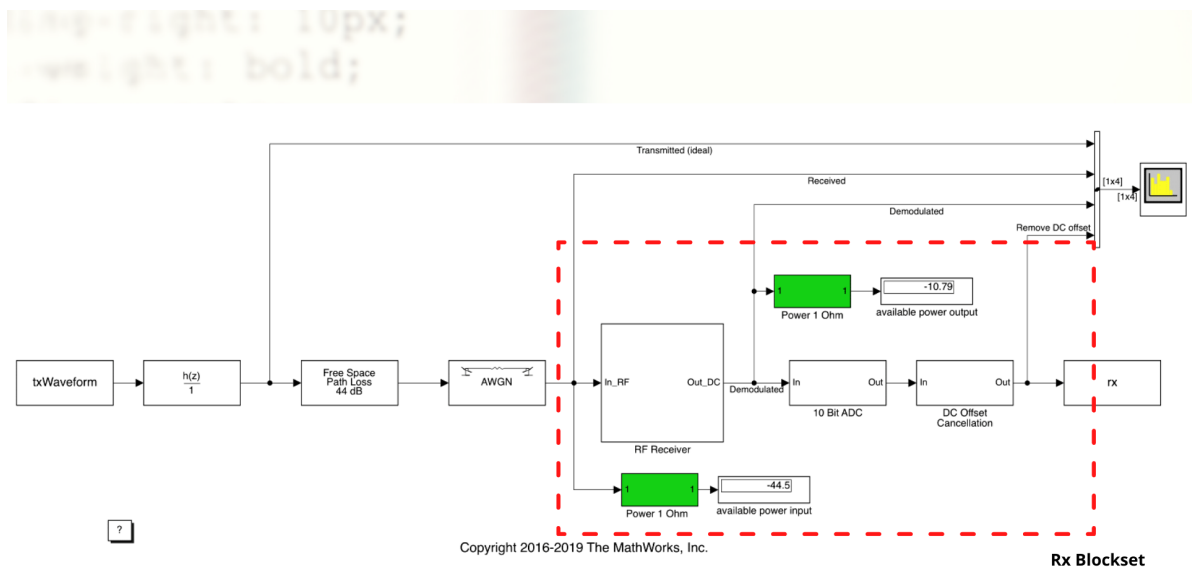 ing-right: 10px;
weight: bold;
Transmitted (ideal)
Received
Demodulated
Remove DC offset
[1x4]
[1x4]
1 1
Power 1 Ohm
-10.79
available power output
txWaveform
h(z)
1
Free Space
Path Loss
44 dB
AWGN
In_RF Out_DC
RF Receiver
Demodulated
In Out
10 Bit ADC
In Out
DC Offset
Cancellation
rx
1 1
Power 1 Ohm
-44.5
available power input
?
Copyright 2016-2019 The MathWorks, Inc.
Rx Blockset